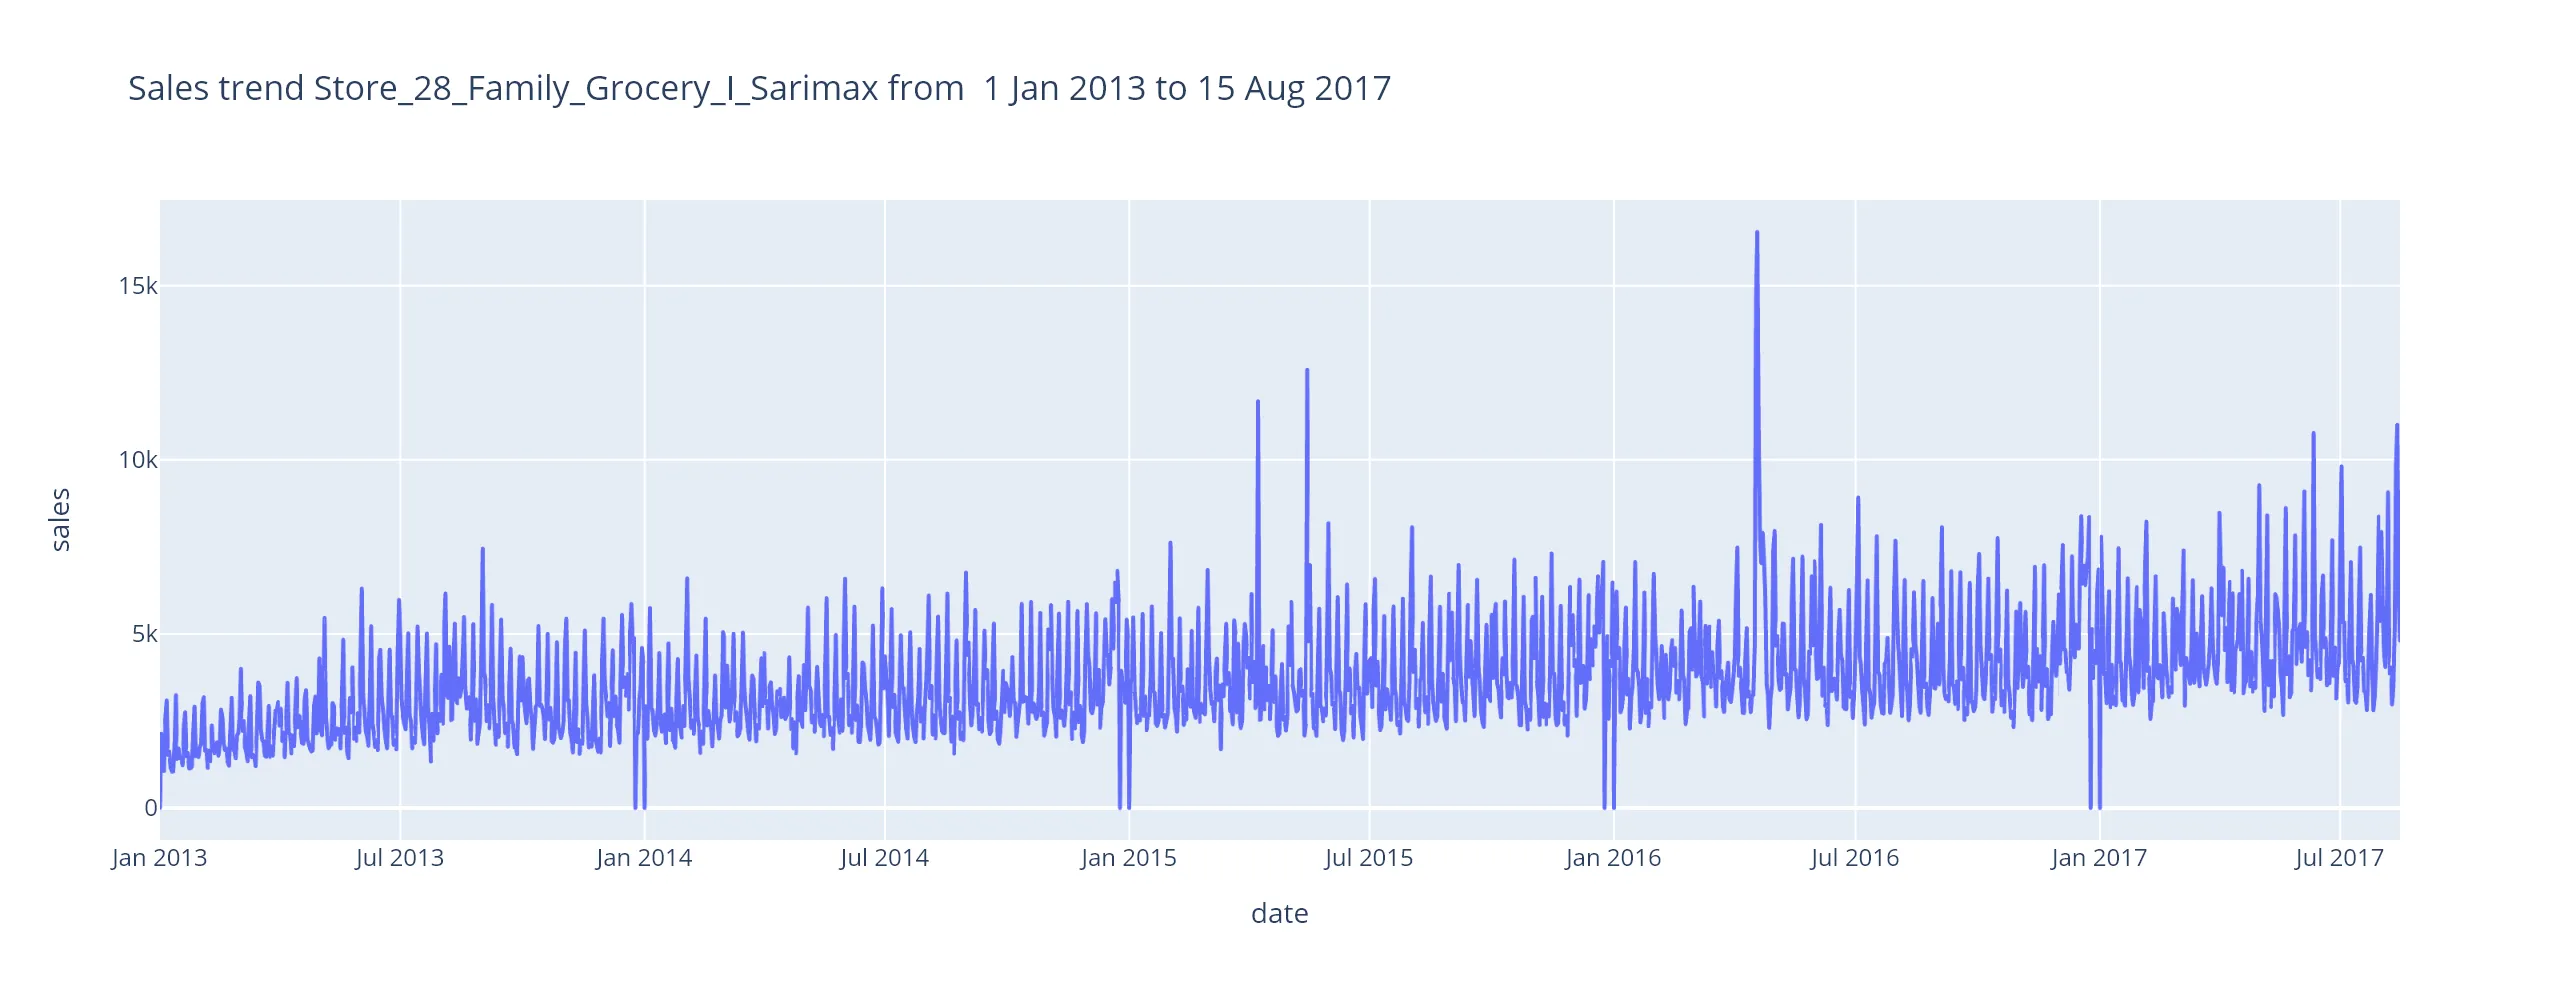 Sales trend Store_28_Family_Grocery_I_Sarimax from  1 Jan 2013 to 15 Aug 2017
15k
10k
sales
5k
0
Jan 2013
Jul 2013
Jan 2014
Jul 2014
Jan 2015
Jul 2015
Jan 2016
Jul 2016
Jan 2017
Jul 2017
date